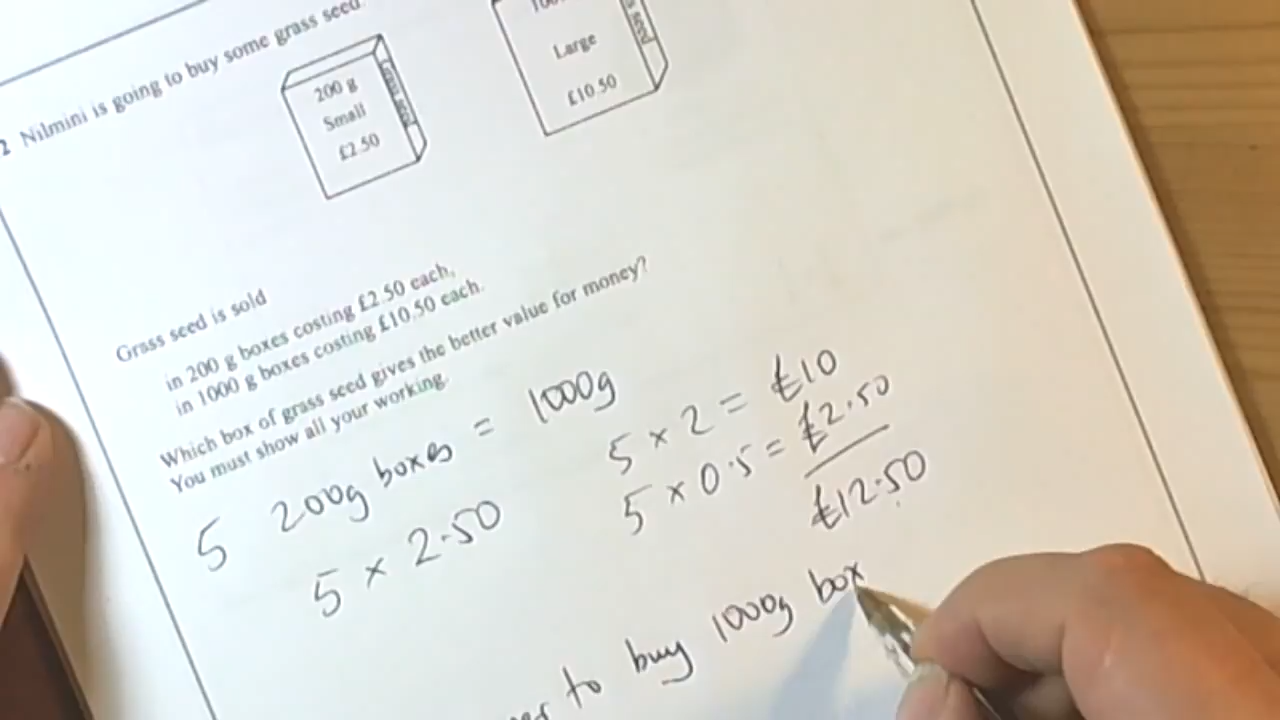 2 Nilmini is going to buy some grass seed.
200 g
Small
£2.50
Grass seed
Large
£10.50
seed
Grass seed is sold
in 200 g boxes costing £2.50 each,
in 1000 g boxes costing £10.50 each.
Which box of grass seed gives the better value for money?
You must show all your working.
5 200g boxes = 1000g
5 × 2.50
5 × 2 = £10
5 × 0.5 = £2.50
£12.50
to buy 1000g box